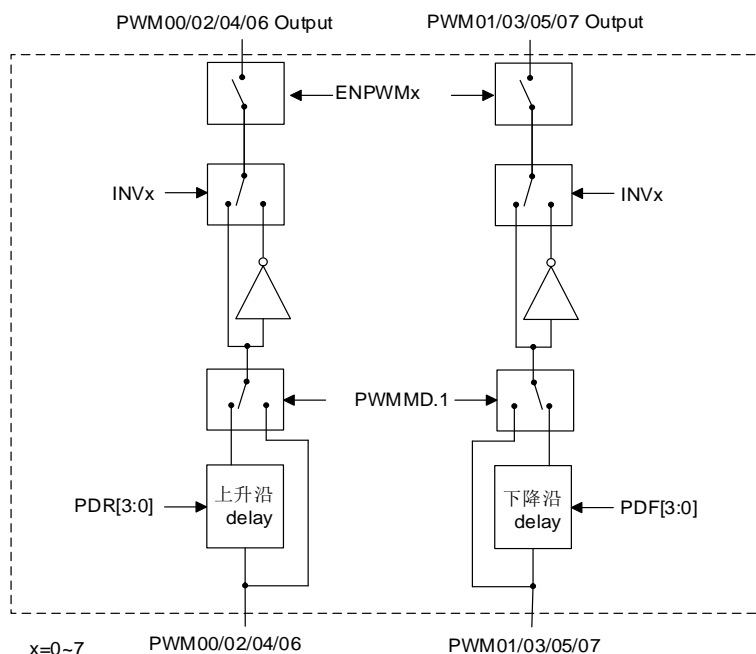 PWM00/02/04/06 Output
PWM01/03/05/07 Output
ENPWMx
INVx
INVx
PWMMD.1
PDR[3:0]
上升沿
delay
下降沿
delay
PDF[3:0]
x=0~7
PWM00/02/04/06
PWM01/03/05/07